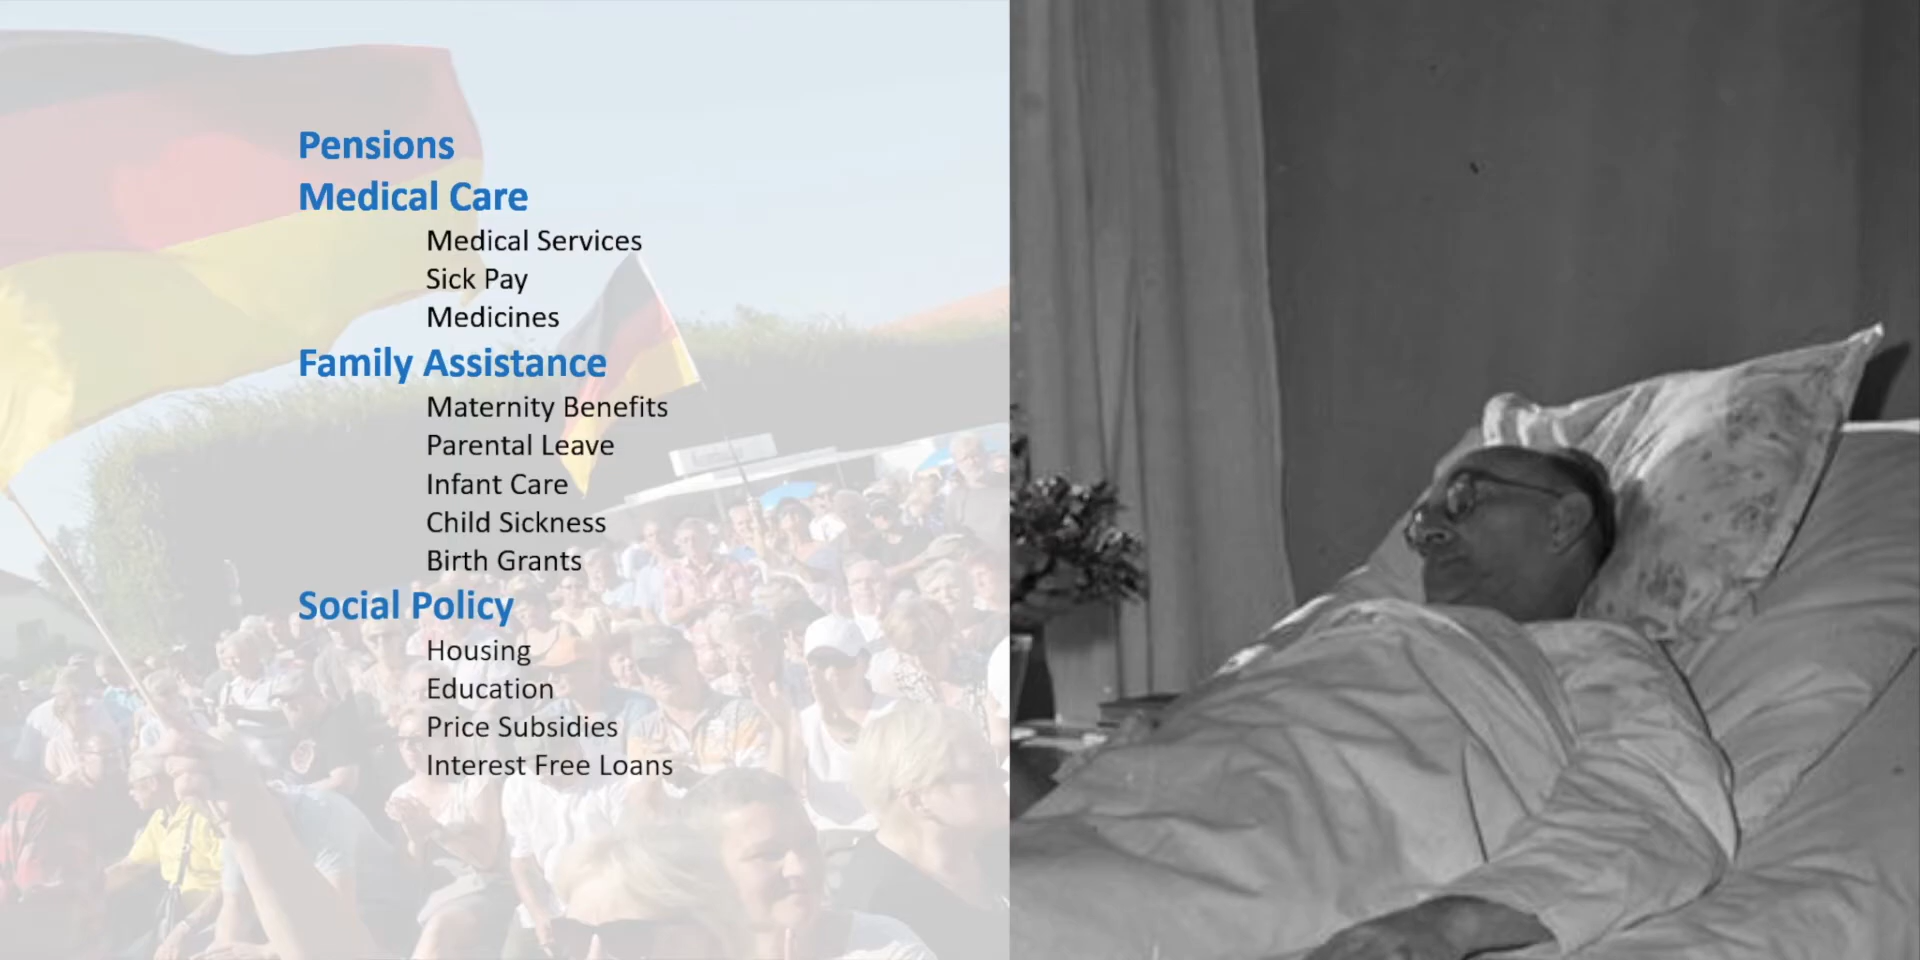 Pensions
Medical Care
Medical Services
Sick Pay
Medicines
Family Assistance
Maternity Benefits
Parental Leave
Infant Care
Child Sickness
Birth Grants
Social Policy
Housing
Education
Price Subsidies
Interest Free Loans